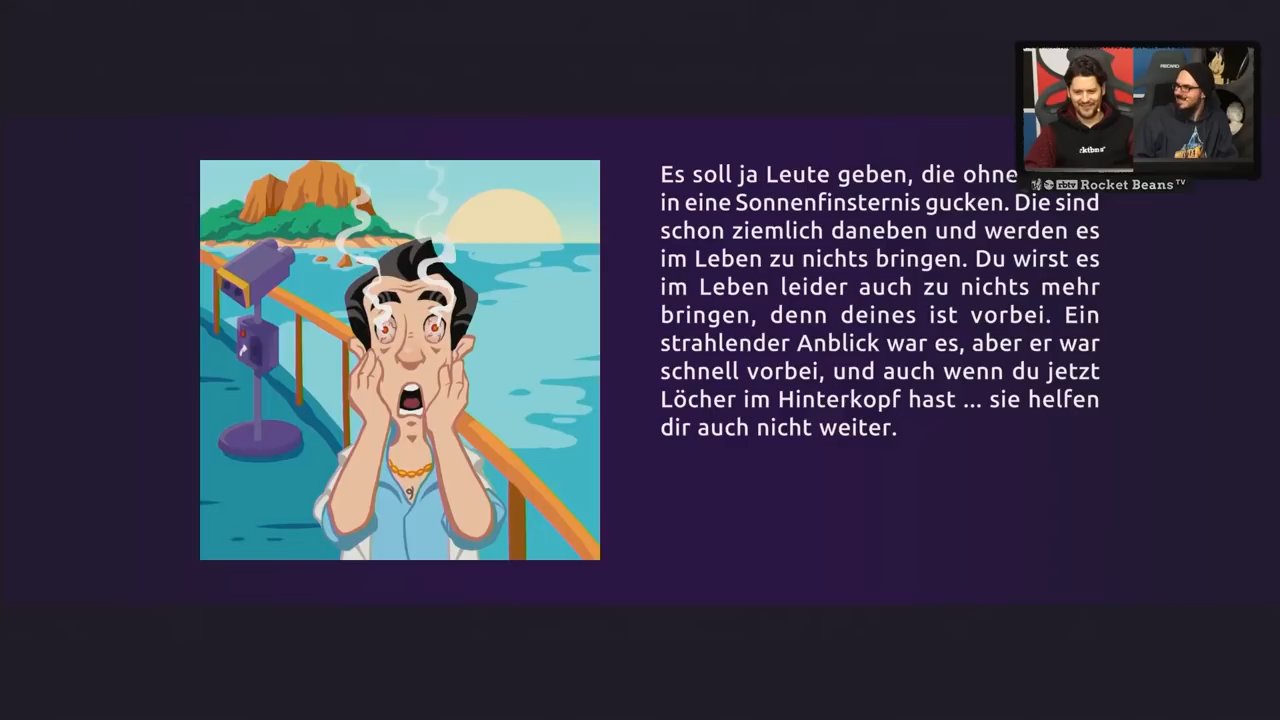 Es soll ja Leute geben, die ohne
in eine Sonnenfinsternis gucken. Die sind
schon ziemlich daneben und werden es
im Leben zu nichts bringen. Du wirst es
im Leben leider auch zu nichts mehr
bringen, denn deines ist vorbei. Ein
strahlender Anblick war es, aber er war
schnell vorbei, und auch wenn du jetzt
Löcher im Hinterkopf hast ... sie helfen
dir auch nicht weiter.
RECARO
rbtv Rocket Beans TV